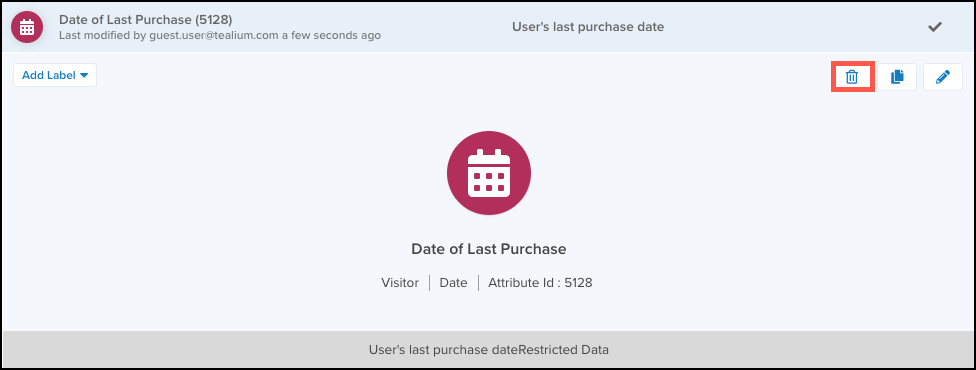 Date of Last Purchase (5128)
Last modified by guest.user@tealium.com a few seconds ago
User's last purchase date
Add Label
Date of Last Purchase
Visitor | Date | Attribute Id : 5128
User's last purchase dateRestricted Data